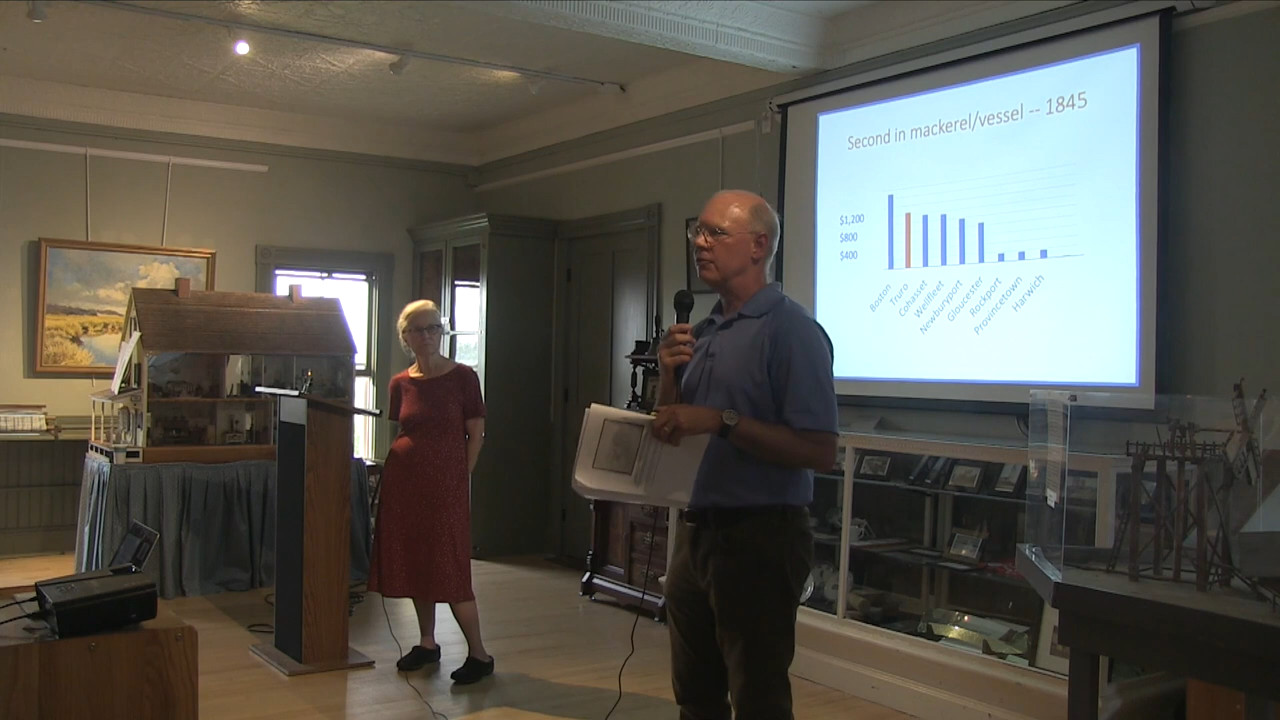 Second in mackerel/vessel -- 1845
$1,200
$800
$400
Boston
Truro
Cohasset
Wellfleet
Newburyport
Gloucester
Rockport
Provincetown
Harwich